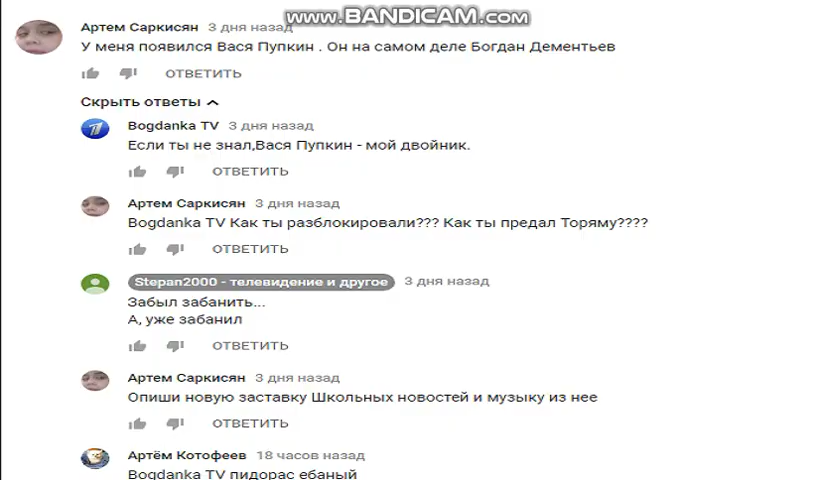 www.BANDICAM.com
Артем Саркисян 3 дня назад
У меня появился Вася Пупкин . Он на самом деле Богдан Дементьев
ОТВЕТИТЬ
Скрыть ответы
Bogdanka TV 3 дня назад
Если ты не знал,Вася Пупкин - мой двойник.
ОТВЕТИТЬ
Артем Саркисян 3 дня назад
Bogdanka TV Как ты разблокировали??? Как ты предал Торяму????
ОТВЕТИТЬ
Stepan2000 - телевидение и другое 3 дня назад
Забыл забанить...
А, уже забанил
ОТВЕТИТЬ
Артем Саркисян 3 дня назад
Опиши новую заставку Школьных новостей и музыку из нее
ОТВЕТИТЬ
Артём Котофеев 18 часов назад
Bogdanka TV пидорас ебаный